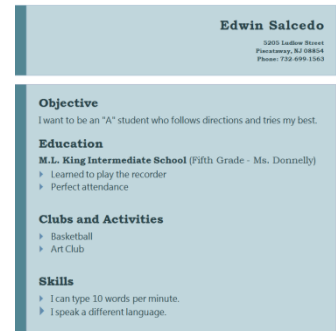 Edwin Salcedo
5205 Ludlow Street
Piscataway, NJ 08854
Phone: 732-699-1563
Objective
I want to be an "A" student who follows directions and tries my best.
Education
M.L. King Intermediate School (Fifth Grade - Ms. Donnelly)
Learned to play the recorder
Perfect attendance
Clubs and Activities
Basketball
Art Club
Skills
I can type 10 words per minute.
I speak a different language.